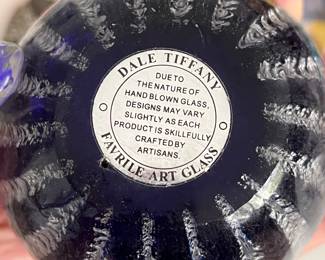 DALE TIFFANY
DUE TO
THE NATURE OF
HAND BLOWN GLASS,
DESIGNS MAY VARY
SLIGHTLY AS EACH
PRODUCT IS SKILLFULLY
CRAFTED BY
ARTISANS.
FAVRILE ART GLASS